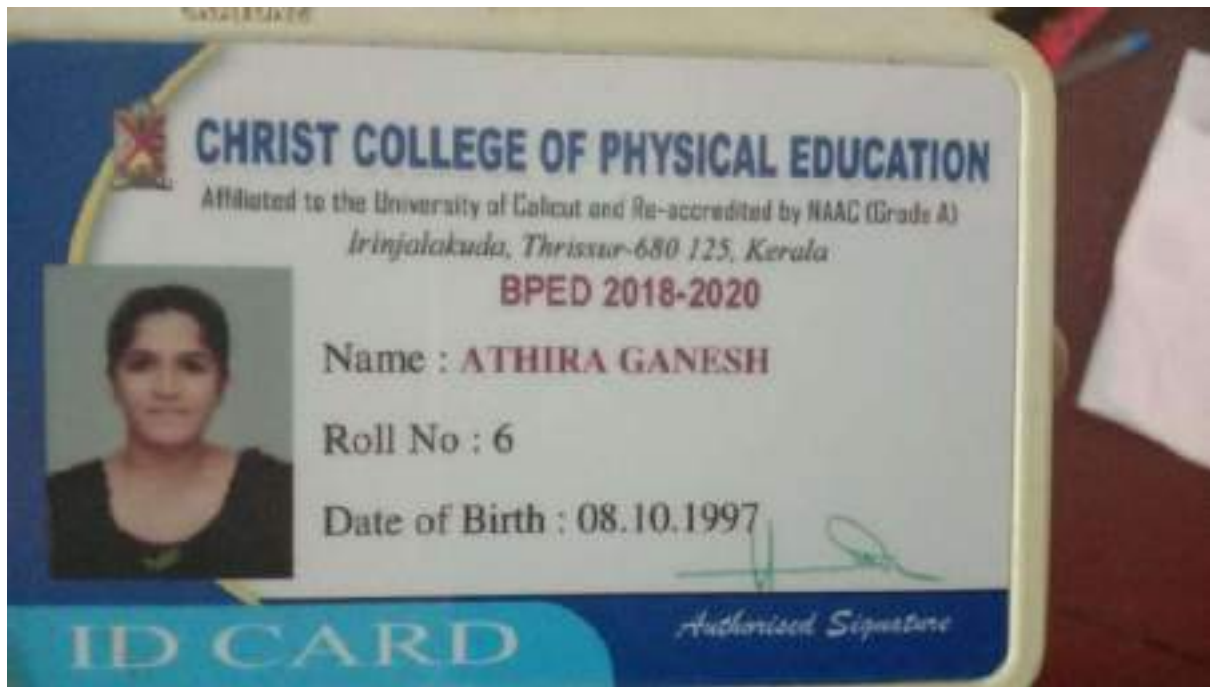 CHRIST COLLEGE OF PHYSICAL EDUCATION
Affiliated to the University of Calicut and Re-accredited by NAAC (Grade A)
Irinjalakuda, Thrissur-680 125, Kerala
BPED 2018-2020
Name : ATHIRA GANESH
Roll No : 6
Date of Birth : 08.10.1997
Authorised Signature
ID CARD